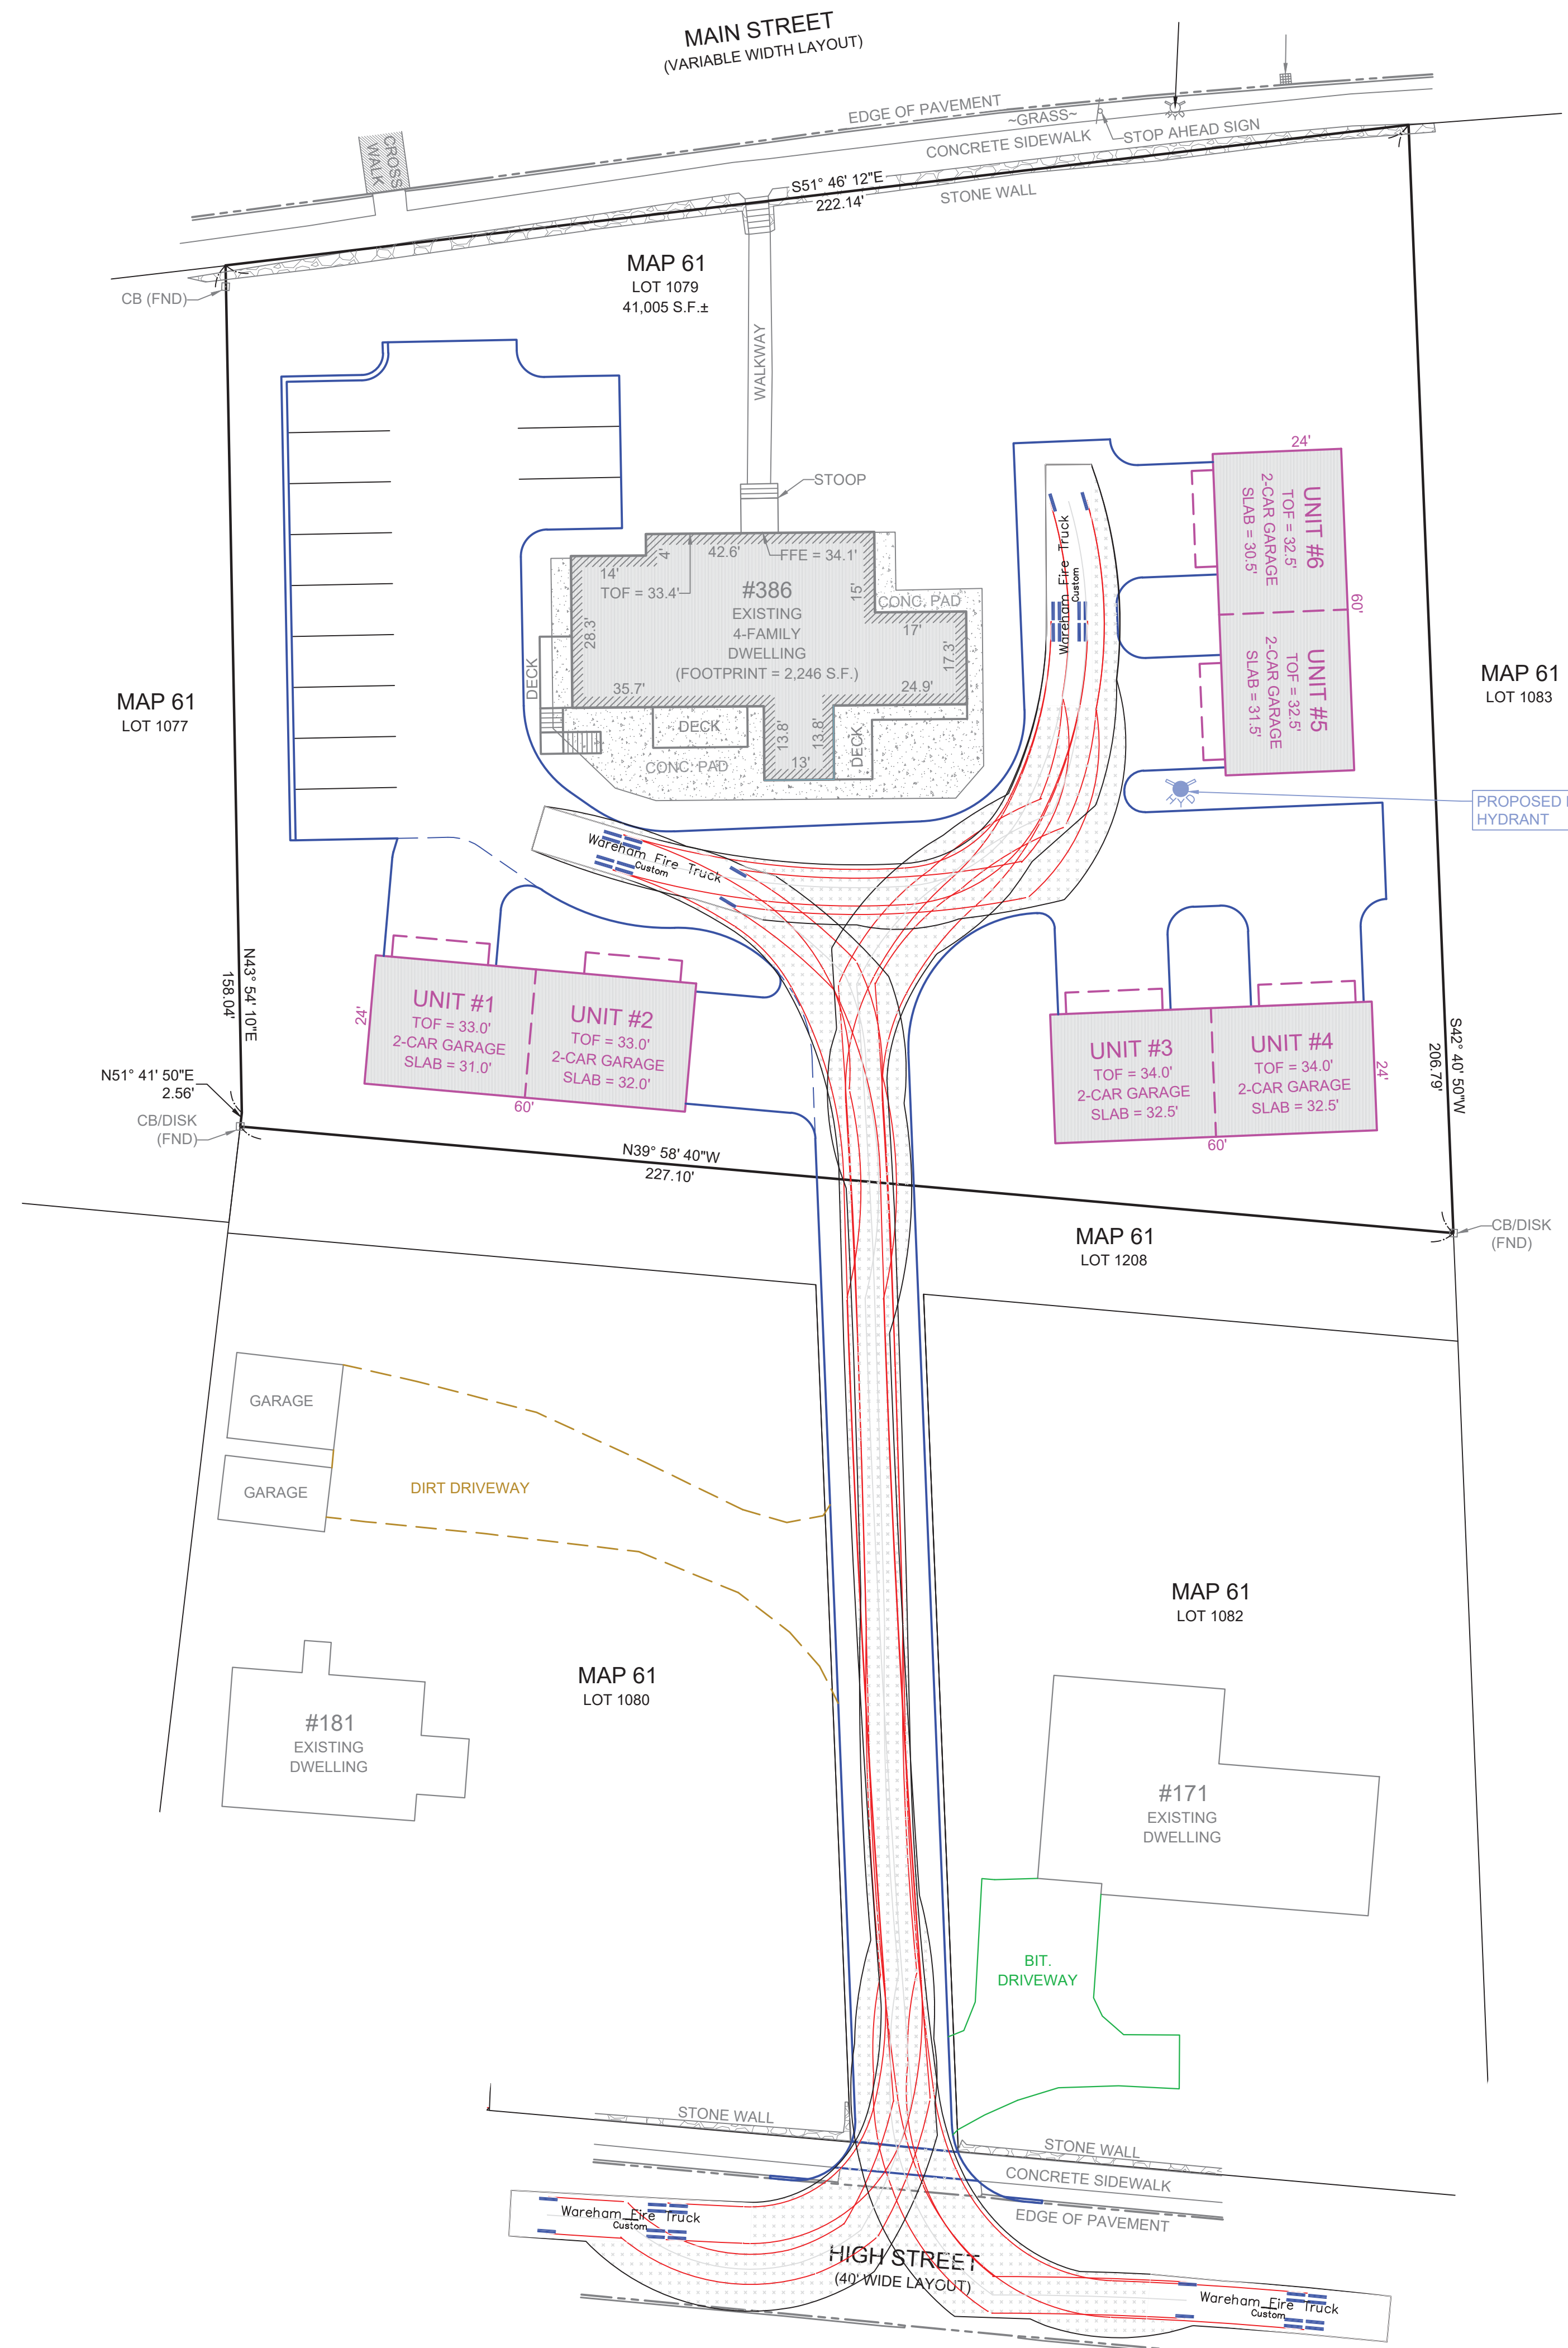 MAIN STREET
(VARIABLE WIDTH LAYOUT)
EDGE OF PAVEMENT
~GRASS~
CONCRETE SIDEWALK
STOP AHEAD SIGN
CROSS
WALK
S51° 46' 12"E
222.14'
STONE WALL
MAP 61
LOT 1079
41,005 S.F.±
CB (FND)
WALKWAY
STOOP
42.6'
4'
FFE = 34.1'
14'
TOF = 33.4'
#386
EXISTING
4-FAMILY
DWELLING
(FOOTPRINT = 2,246 S.F.)
15'
CONC. PAD
17'
17.3'
28.3'
35.7'
24.9'
DECK
DECK
CONC. PAD
13.8'
13.8'
13'
DECK
Wareham Fire Truck
Custom
24'
UNIT #6
TOF = 32.5'
2-CAR GARAGE
SLAB = 30.5'
60'
UNIT #5
TOF = 32.5'
2-CAR GARAGE
SLAB = 31.5'
MAP 61
LOT 1077
MAP 61
LOT 1083
HYD
PROPOSED
HYDRANT
Wareham Fire Truck
Custom
N43° 54' 10"E
158.04'
UNIT #1
TOF = 33.0'
2-CAR GARAGE
SLAB = 31.0'
24'
UNIT #2
TOF = 33.0'
2-CAR GARAGE
SLAB = 32.0'
60'
UNIT #3
TOF = 34.0'
2-CAR GARAGE
SLAB = 32.5'
UNIT #4
TOF = 34.0'
2-CAR GARAGE
SLAB = 32.5'
24'
60'
S42° 40' 50"W
206.79'
N51° 41' 50"E
2.56'
CB/DISK
(FND)
N39° 58' 40"W
227.10'
MAP 61
LOT 1208
CB/DISK
(FND)
GARAGE
GARAGE
DIRT DRIVEWAY
MAP 61
LOT 1082
MAP 61
LOT 1080
#181
EXISTING
DWELLING
#171
EXISTING
DWELLING
BIT.
DRIVEWAY
STONE WALL
STONE WALL
CONCRETE SIDEWALK
EDGE OF PAVEMENT
Wareham Fire Truck
Custom
HIGH STREET
(40' WIDE LAYOUT)
Wareham Fire Truck
Custom